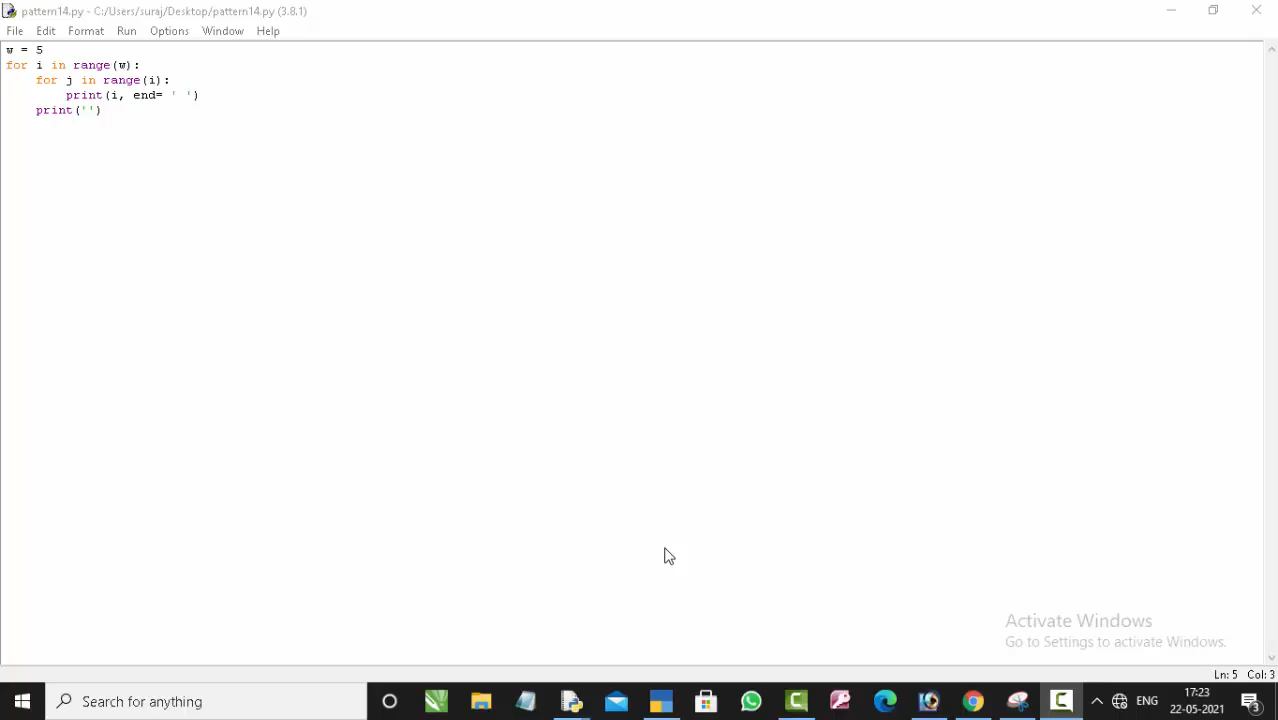 pattern14.py - C:/Users/suraj/Desktop/pattern14.py (3.8.1)
File Edit Format Run Options Window Help
w = 5
for i in range(w):
    for j in range(i):
        print(i, end= ' ')
    print('')
Activate Windows
Go to Settings to activate Windows.
Ln: 5 Col: 3
Search for anything
ENG
17:23
22-05-2021
3